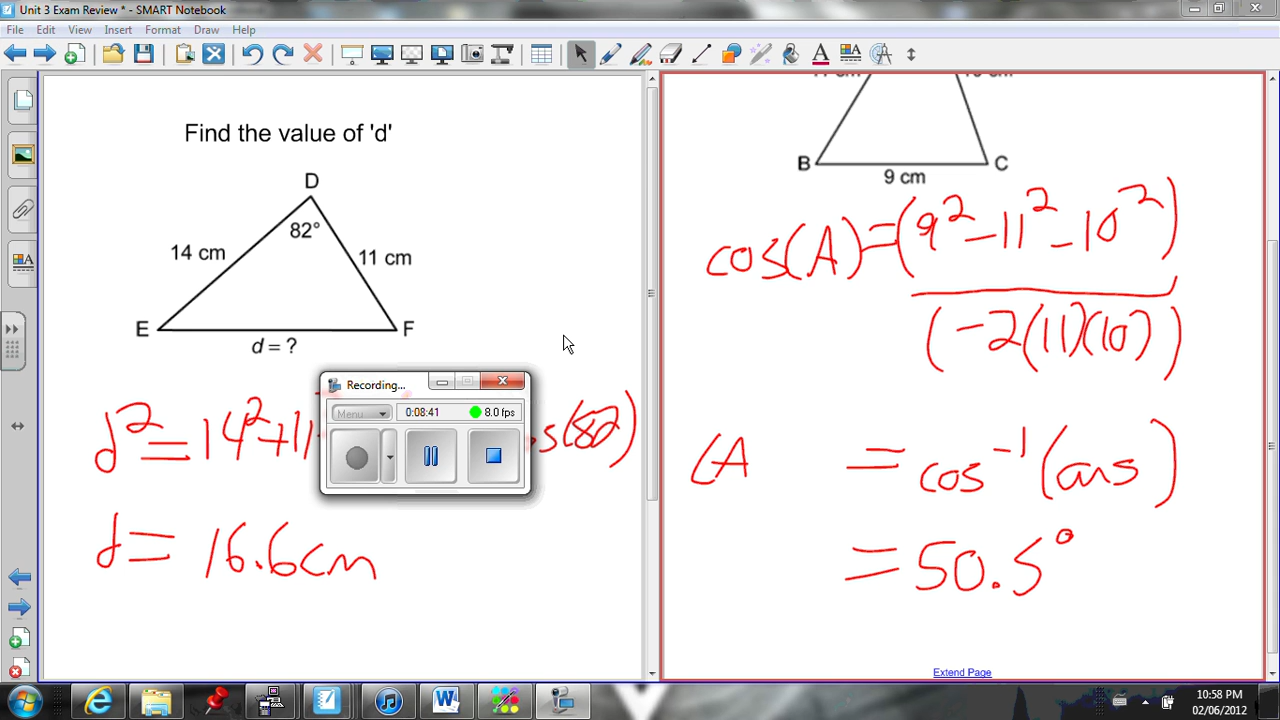 Unit 3 Exam Review * - SMART Notebook
File Edit View Insert Format Draw Help
Find the value of 'd'
D
82°
14 cm
11 cm
E
F
d = ?
d² = 14² + 11
os(82)
d = 16.6cm
Recording...
Menu
0:08:41
8.0 fps
B
C
9 cm
cos(A) = (9² - 11² - 10²)
(-2(11)(10))
∠A = cos⁻¹(ans)
= 50.5°
Extend Page
10:58 PM
02/06/2012